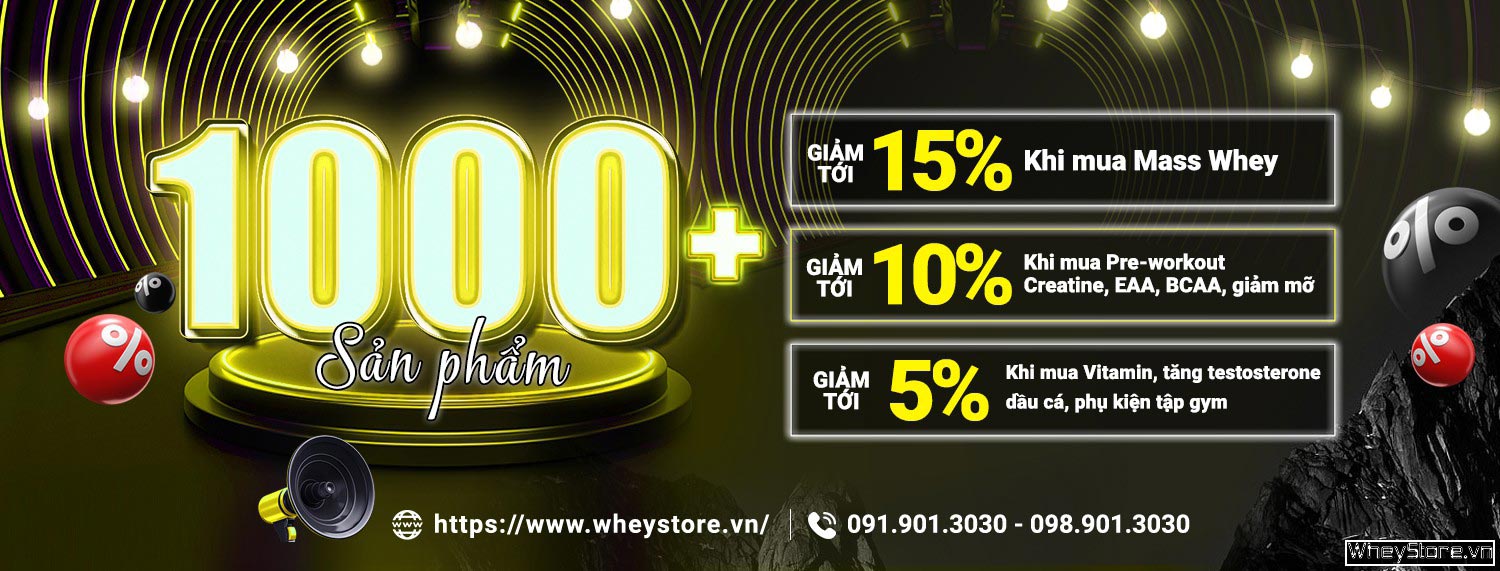 1000+
Sản phẩm
GIẢM
TỚI
15%
Khi mua Mass Whey
GIẢM
TỚI
10%
Khi mua Pre-workout
Creatine, EAA, BCAA, giảm mỡ
GIẢM
TỚI
5%
Khi mua Vitamin, tăng testosterone
dầu cá, phụ kiện tập gym
%
%
%
%
https://www.wheystore.vn/
091.901.3030 - 098.901.3030
WheyStore.vn